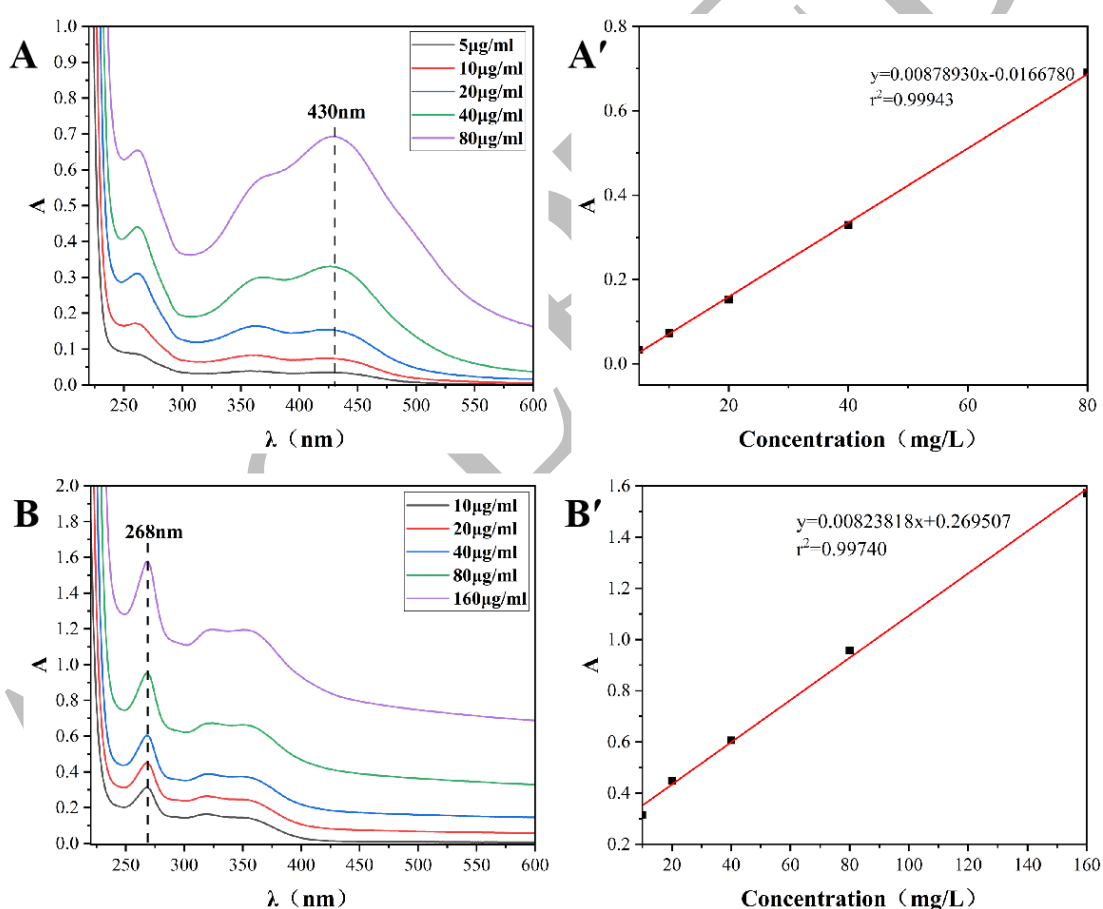 A
1.0
0.9
0.8
0.7
0.6
0.5
0.4
0.3
0.2
0.1
0.0
A
5μg/ml
10μg/ml
20μg/ml
40μg/ml
80μg/ml
430nm
250 300 350 400 450 500 550 600
λ（nm）
A′
0.8
0.6
0.4
0.2
0.0
A
y=0.00878930x-0.0166780
r²=0.99943
20 40 60 80
Concentration（mg/L）
B
2.0
1.8
1.6
1.4
1.2
1.0
0.8
0.6
0.4
0.2
0.0
A
268nm
10μg/ml
20μg/ml
40μg/ml
80μg/ml
160μg/ml
250 300 350 400 450 500 550 600
λ（nm）
B′
1.6
1.4
1.2
1.0
0.8
0.6
0.4
0.2
A
y=0.00823818x+0.269507
r²=0.99740
20 40 60 80 100 120 140 160
Concentration（mg/L）